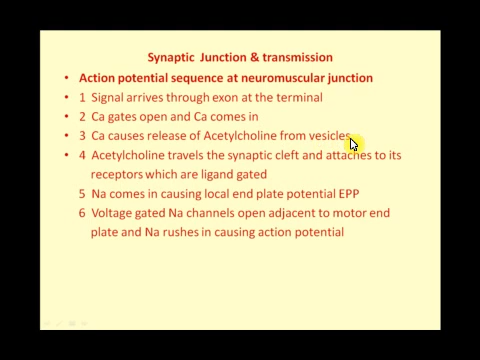 Synaptic Junction & transmission
• Action potential sequence at neuromuscular junction
• 1 Signal arrives through exon at the terminal
• 2 Ca gates open and Ca comes in
• 3 Ca causes release of Acetylcholine from vesicles
• 4 Acetylcholine travels the synaptic cleft and attaches to its
receptors which are ligand gated
5 Na comes in causing local end plate potential EPP
6 Voltage gated Na channels open adjacent to motor end
plate and Na rushes in causing action potential